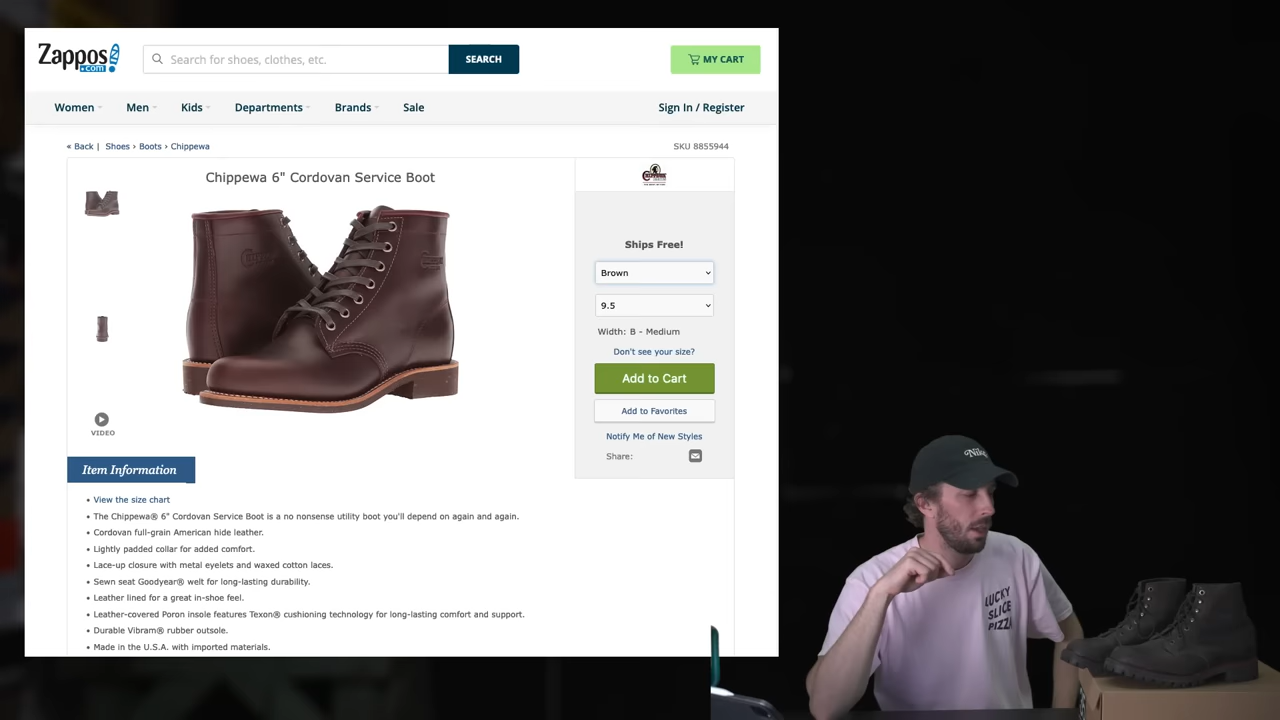 Zappos
.com
Search for shoes, clothes, etc.
SEARCH
MY CART
Women
Men
Kids
Departments
Brands
Sale
Sign In / Register
« Back | Shoes › Boots › Chippewa
SKU 8855944
Chippewa 6" Cordovan Service Boot
CHIPPEWA
Ships Free!
Brown
9.5
Width: B - Medium
Don't see your size?
Add to Cart
Add to Favorites
Notify Me of New Styles
Share:
VIDEO
Item Information
• View the size chart
• The Chippewa® 6" Cordovan Service Boot is a no nonsense utility boot you'll depend on again and again.
• Cordovan full-grain American hide leather.
• Lightly padded collar for added comfort.
• Lace-up closure with metal eyelets and waxed cotton laces.
• Sewn seat Goodyear® welt for long-lasting durability.
• Leather lined for a great in-shoe feel.
• Leather-covered Poron insole features Texon® cushioning technology for long-lasting comfort and support.
• Durable Vibram® rubber outsole.
• Made in the U.S.A. with imported materials.
LUCKY
SLICE
PIZZA